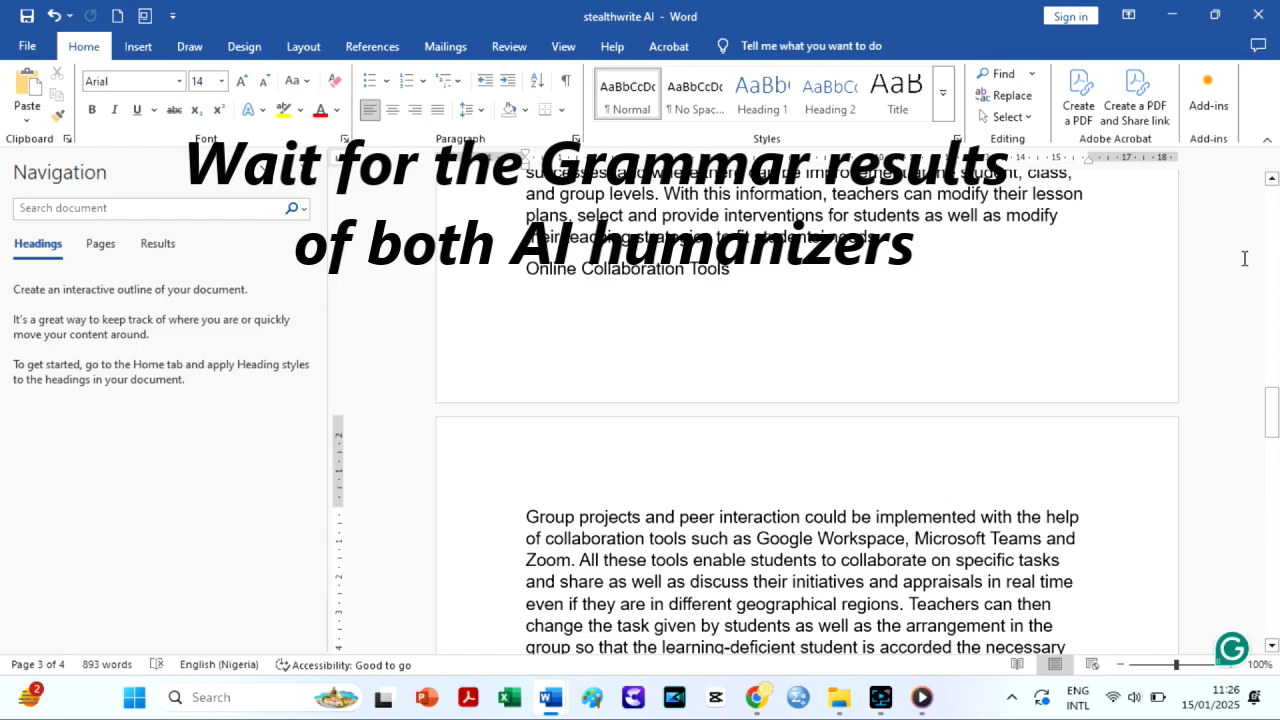 stealthwrite AI - Word
Sign in
File Home Insert Draw Design Layout References Mailings Review View Help Acrobat Tell me what you want to do
Paste
Clipboard
Arial 14
Font
Paragraph
AaBbCcDc AaBbCcDc AaBb( AaBbCc AaB
¶ Normal ¶ No Spac... Heading 1 Heading 2 Title
Styles
Find
Replace
Select
Editing
Create a PDF
Create a PDF and Share link
Adobe Acrobat
Add-ins
Add-ins
Wait for the Grammar results
of both AI humanizers
Navigation
Search document
Headings Pages Results
Create an interactive outline of your document.
It's a great way to keep track of where you are or quickly
move your content around.
To get started, go to the Home tab and apply Heading styles
to the headings in your document.
and group levels. With this information, teachers can modify their lesson
plans, select and provide interventions for students as well as modify
Online Collaboration Tools
Group projects and peer interaction could be implemented with the help
of collaboration tools such as Google Workspace, Microsoft Teams and
Zoom. All these tools enable students to collaborate on specific tasks
and share as well as discuss their initiatives and appraisals in real time
even if they are in different geographical regions. Teachers can then
change the task given by students as well as the arrangement in the
group so that the learning-deficient student is accorded the necessary
Page 3 of 4 893 words English (Nigeria) Accessibility: Good to go 100%
2 Search ENG INTL 11:26 15/01/2025